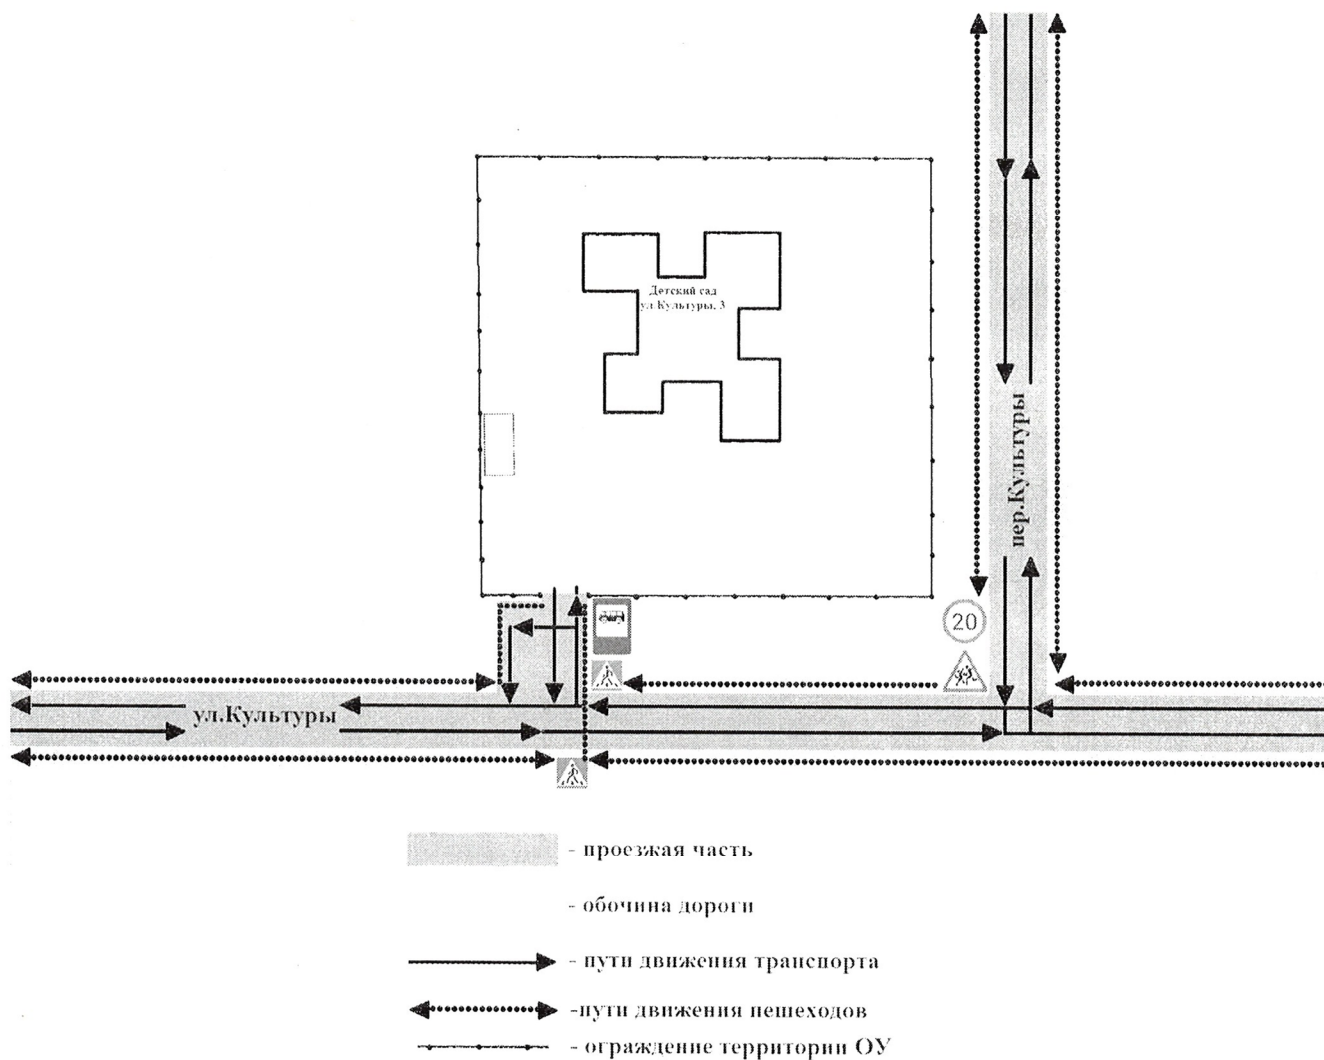 Детский сад
ул.Культуры, 3
пер.Культуры
20
ул.Культуры
- проезжая часть
- обочина дороги
- пути движения транспорта
-пути движения пешеходов
- ограждение территории ОУ